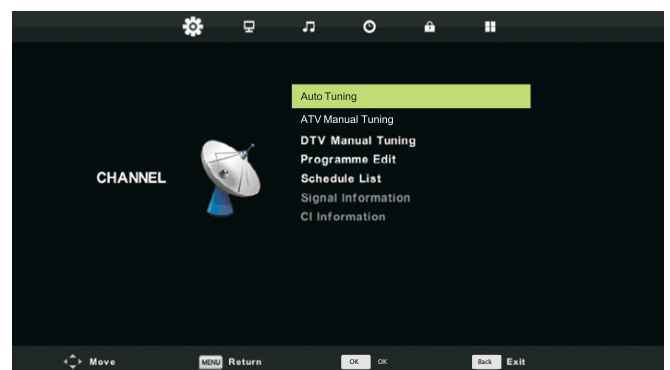 Auto Tuning
ATV Manual Tuning
DTV Manual Tuning
Programme Edit
CHANNEL
Schedule List
Signal Information
CI Information
Move MENU Return OK OK Back Exit